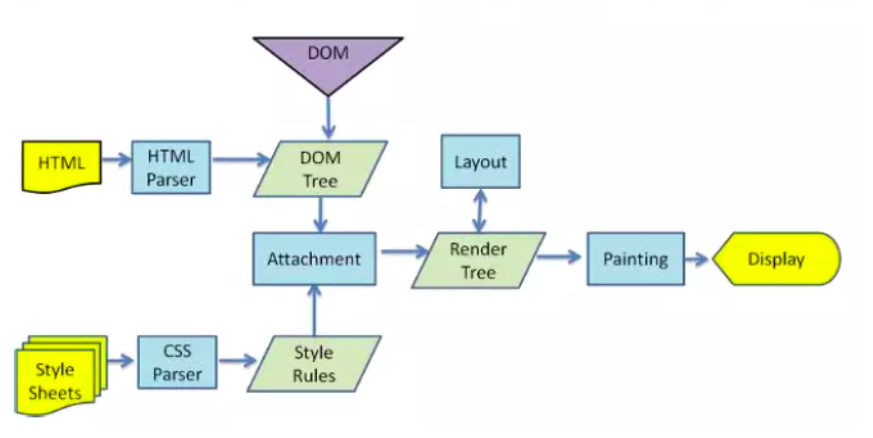 DOM
HTML
HTML
Parser
DOM
Tree
Layout
Attachment
Render
Tree
Painting
Display
Style
Sheets
CSS
Parser
Style
Rules